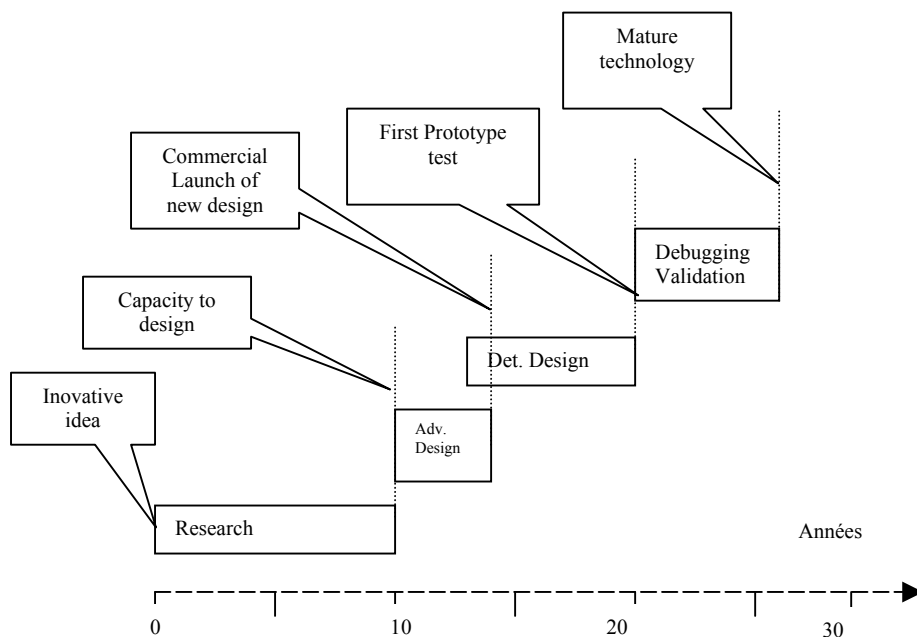 Mature
technology
First Prototype
test
Commercial
Launch of
new design
Debugging
Validation
Capacity to
design
Det. Design
Inovative
idea
Adv.
Design
Research
Années
0
10
20
30